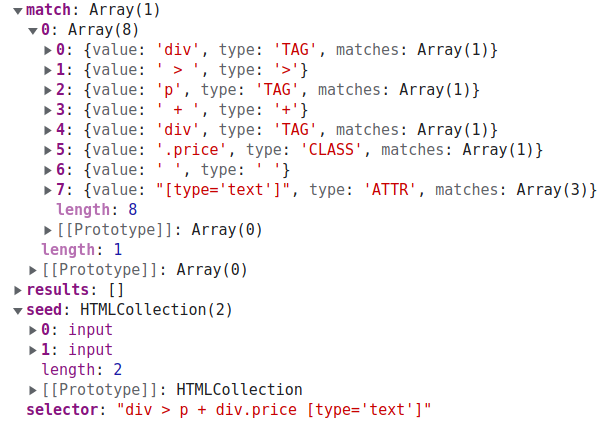 match: Array(1)
0: Array(8)
0: {value: 'div', type: 'TAG', matches: Array(1)}
1: {value: ' > ', type: '>'}
2: {value: 'p', type: 'TAG', matches: Array(1)}
3: {value: ' + ', type: '+'}
4: {value: 'div', type: 'TAG', matches: Array(1)}
5: {value: '.price', type: 'CLASS', matches: Array(1)}
6: {value: ' ', type: ' '}
7: {value: "[type='text']", type: 'ATTR', matches: Array(3)}
length: 8
[[Prototype]]: Array(0)
length: 1
[[Prototype]]: Array(0)
results: []
seed: HTMLCollection(2)
0: input
1: input
length: 2
[[Prototype]]: HTMLCollection
selector: "div > p + div.price [type='text']"